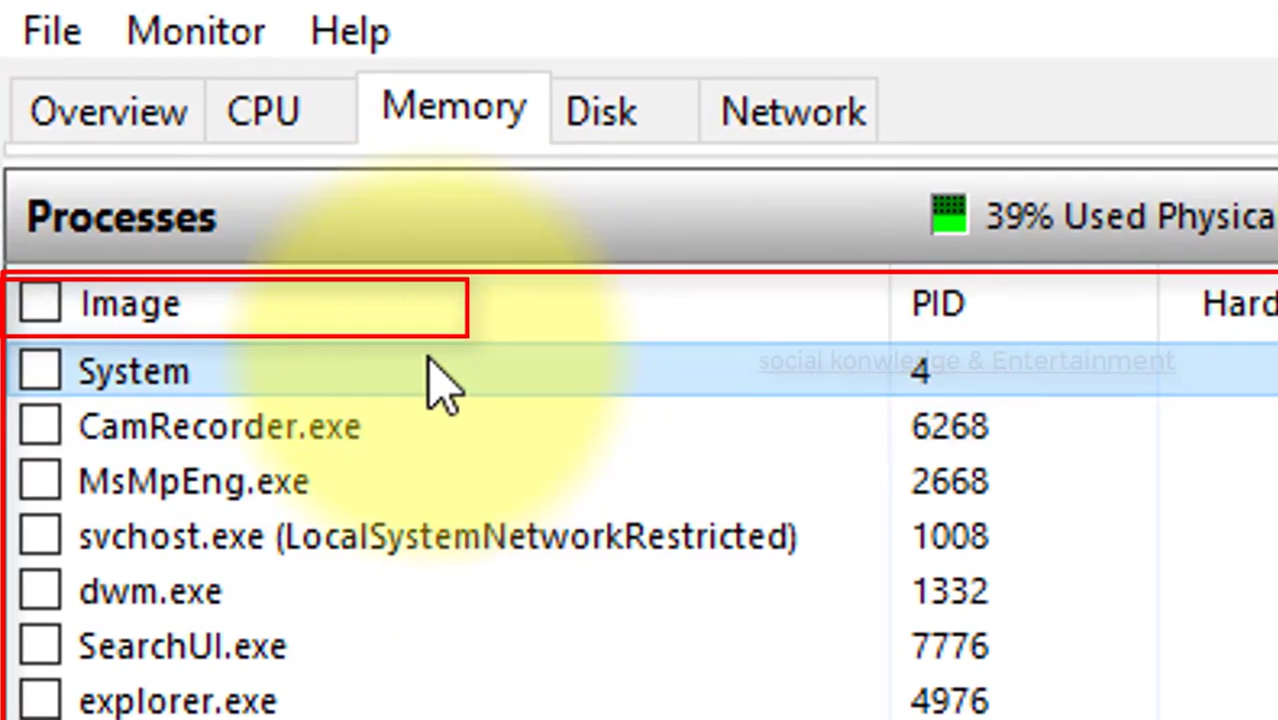 File Monitor Help
Overview CPU Memory Disk Network
Processes 39% Used Physica
Image PID Hard
social konwledge & Entertainment
System 4
CamRecorder.exe 6268
MsMpEng.exe 2668
svchost.exe (LocalSystemNetworkRestricted) 1008
dwm.exe 1332
SearchUI.exe 7776
explorer.exe 4976